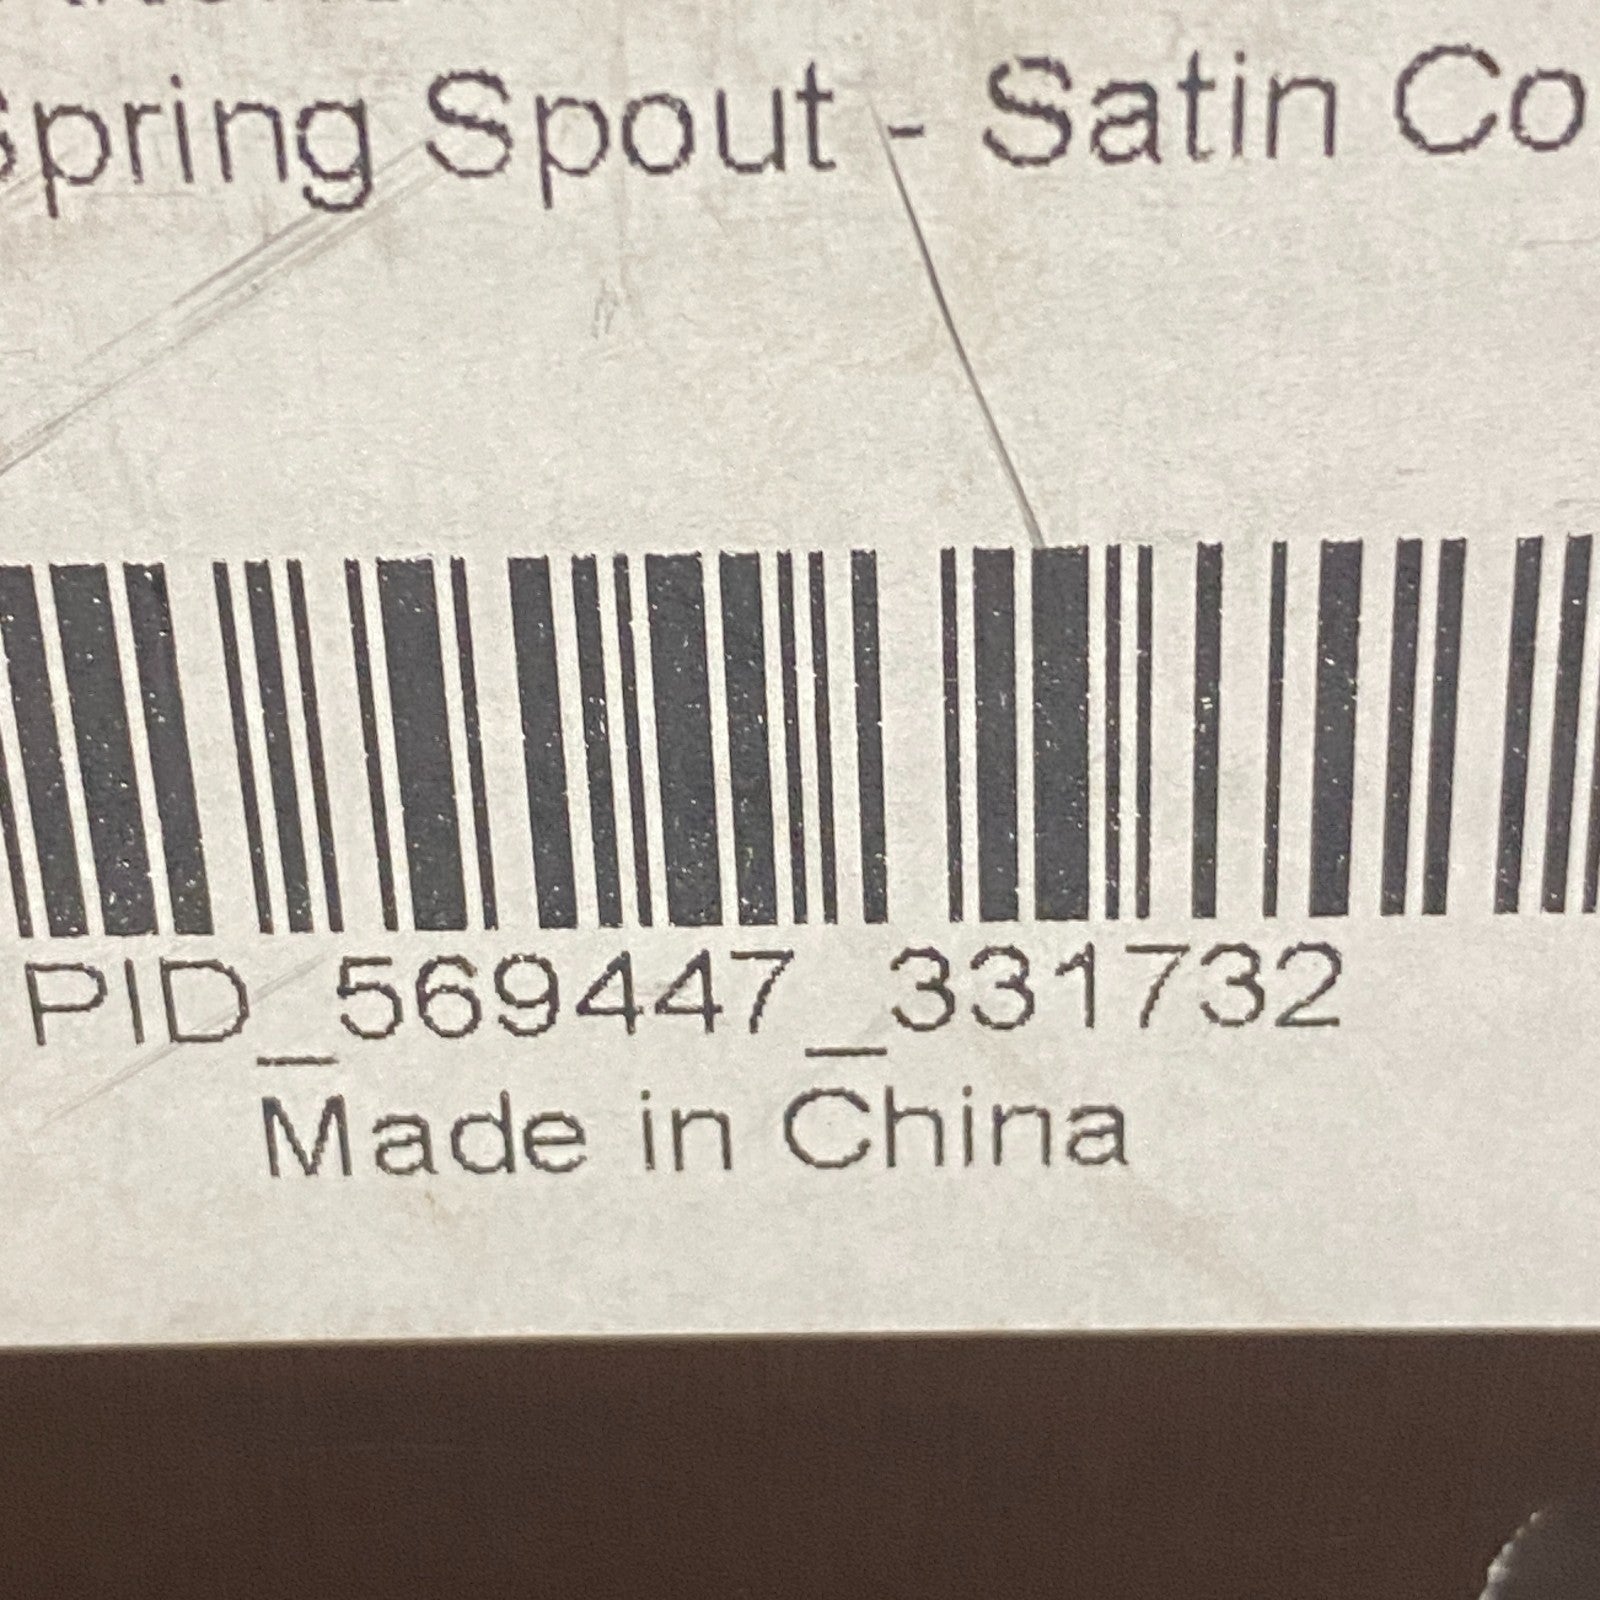 Spring Spout - Satin Co
PID_569447_331732
Made in China